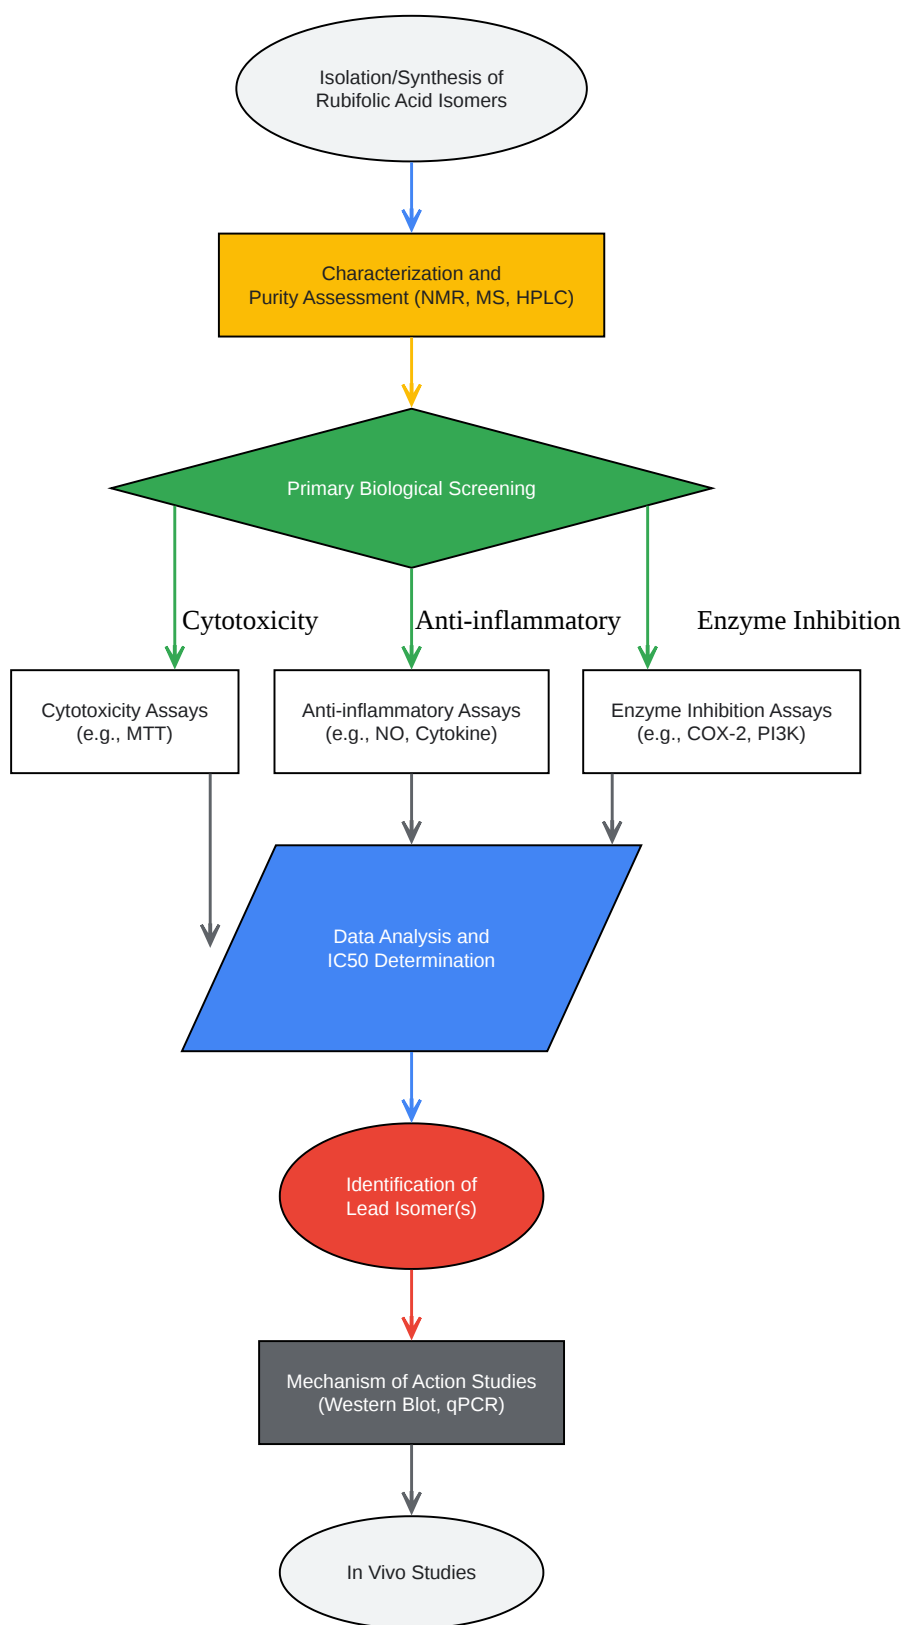 Isolation/Synthesis of
Rubifolic Acid Isomers
Characterization and
Purity Assessment (NMR, MS, HPLC)
Primary Biological Screening
Cytotoxicity
Anti-inflammatory
Enzyme Inhibition
Cytotoxicity Assays
(e.g., MTT)
Anti-inflammatory Assays
(e.g., NO, Cytokine)
Enzyme Inhibition Assays
(e.g., COX-2, PI3K)
Data Analysis and
IC50 Determination
Identification of
Lead Isomer(s)
Mechanism of Action Studies
(Western Blot, qPCR)
In Vivo Studies